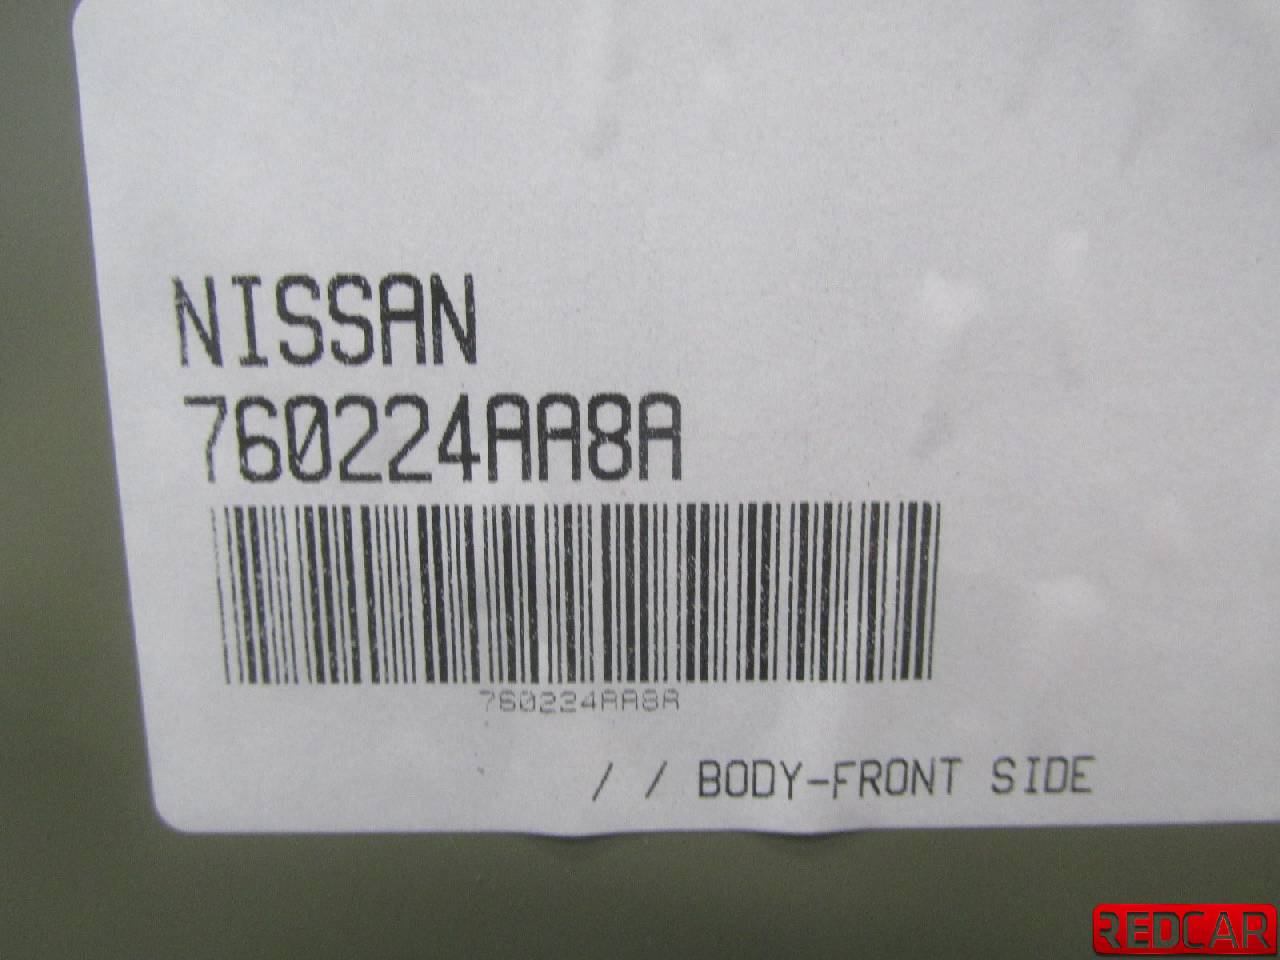 NISSAN
760224AA8A
760224AA8A
/ / BODY-FRONT SIDE
REDCAR